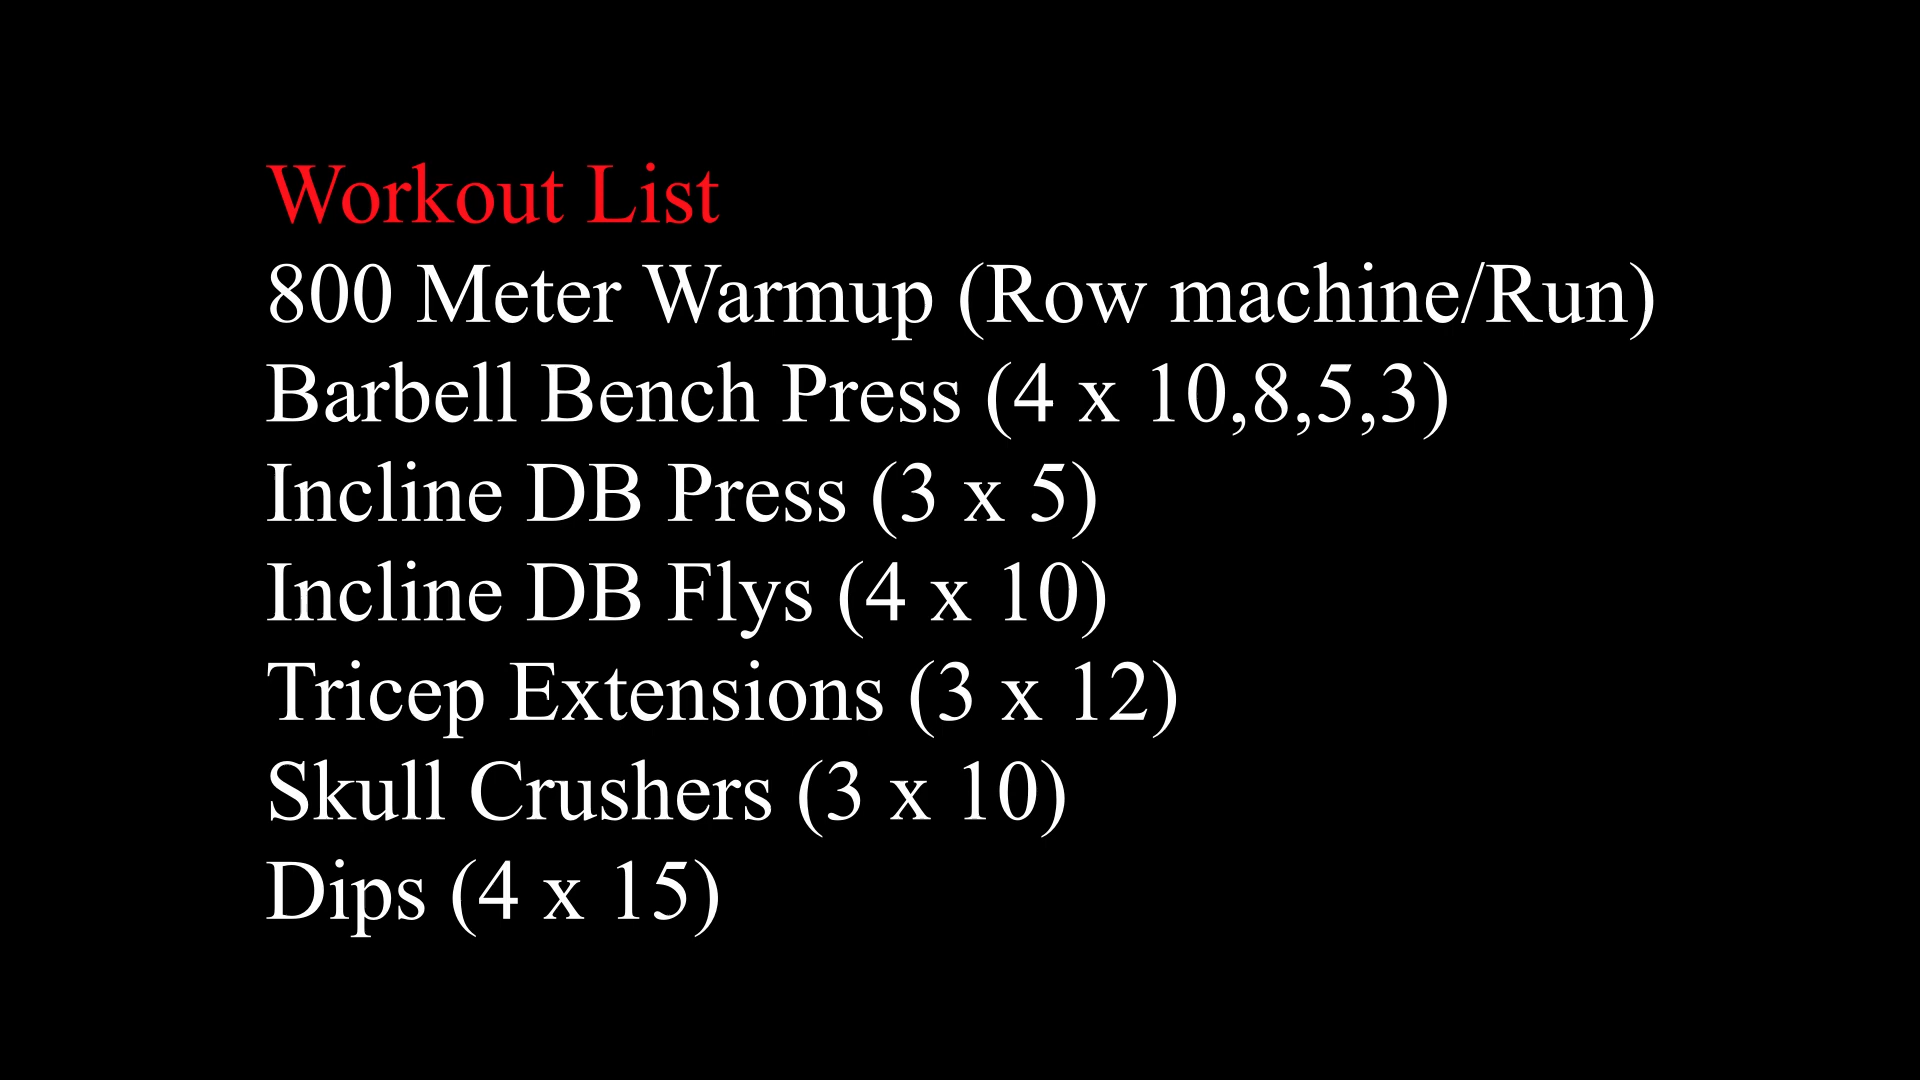 Workout List
800 Meter Warmup (Row machine/Run)
Barbell Bench Press (4 x 10,8,5,3)
Incline DB Press (3 x 5)
Incline DB Flys (4 x 10)
Tricep Extensions (3 x 12)
Skull Crushers (3 x 10)
Dips (4 x 15)